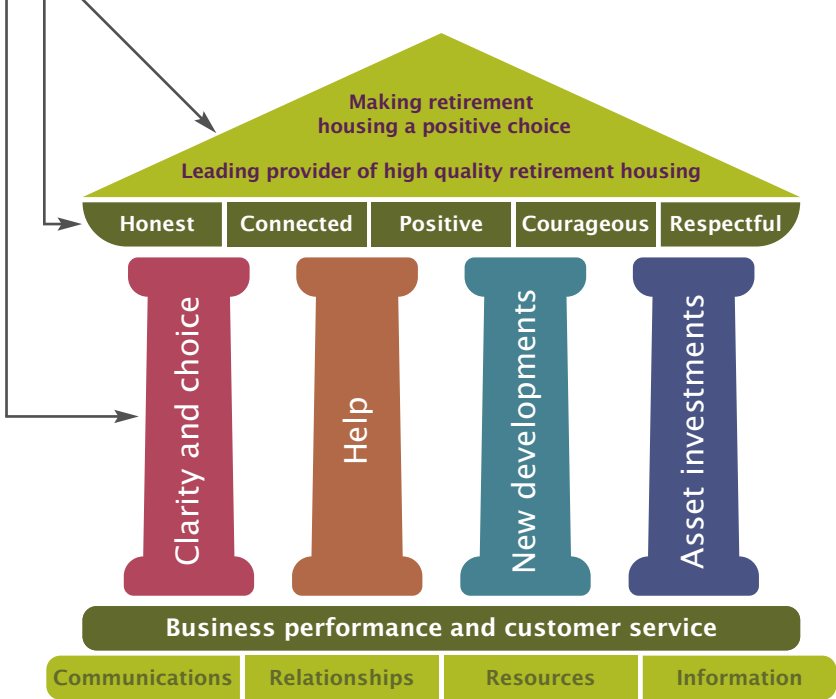 Making retirement
housing a positive choice
Leading provider of high quality retirement housing
Honest Connected Positive Courageous Respectful
Clarity and choice
Help
New developments
Asset investments
Business performance and customer service
Communications Relationships Resources Information